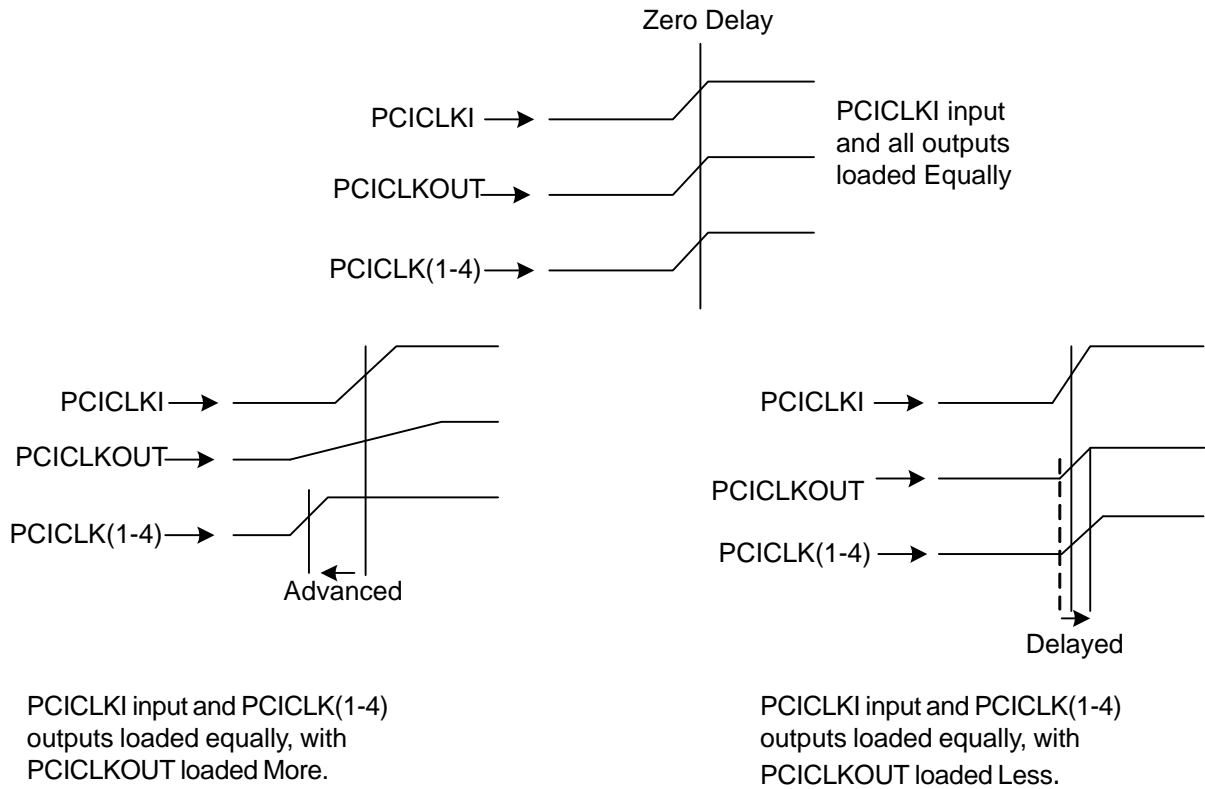 Zero Delay
PCICLKI
PCICLKI input
and all outputs
loaded Equally
PCICLKOUT
PCICLK(1-4)
PCICLKI
PCICLKOUT
PCICLK(1-4)
Advanced
PCICLKI input and PCICLK(1-4)
outputs loaded equally, with
PCICLKOUT loaded More.
PCICLKI
PCICLKOUT
PCICLK(1-4)
Delayed
PCICLKI input and PCICLK(1-4)
outputs loaded equally, with
PCICLKOUT loaded Less.